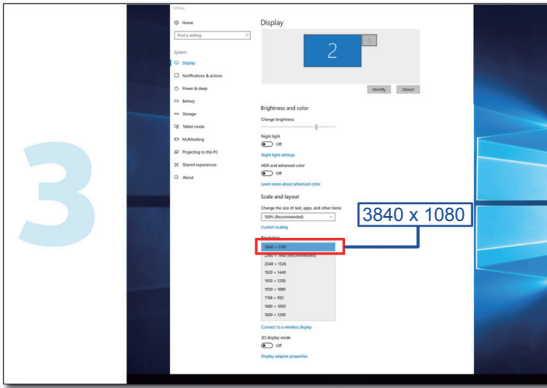 Settings
Home
Find a setting
System
Display
Notifications & actions
Power & sleep
Battery
Storage
Tablet mode
Multitasking
Projecting to this PC
Shared experiences
About
3
Display
2
1
Identify
Detect
Brightness and color
Change brightness
Night light
Off
Night light settings
HDR and advanced color
Off
Learn more about advanced color
Scale and layout
Change the size of text, apps, and other items
100% (Recommended)
Custom scaling
3840 × 2160
3840 x 1080
2048 × 1536
1920 × 1440
1920 × 1200
1920 × 1080
1768 × 992
1680 × 1050
1600 × 1200
Connect to a wireless display
3D display mode
Off
Display adapter properties